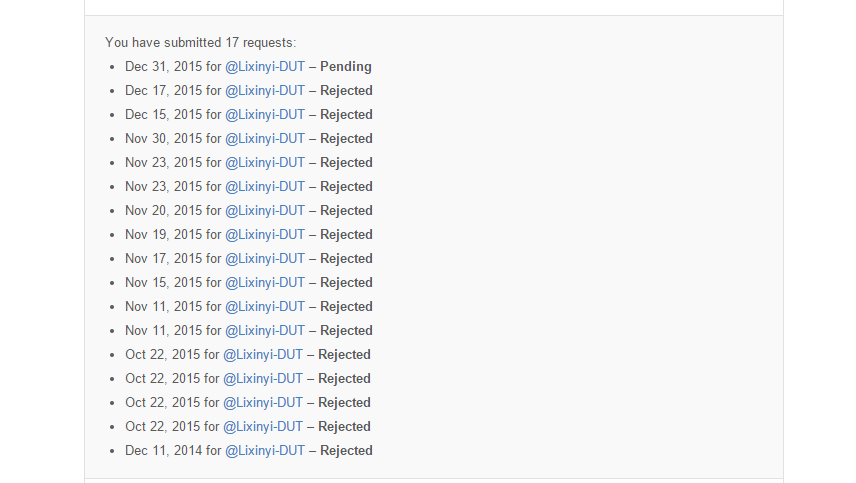 You have submitted 17 requests:
• Dec 31, 2015 for @Lixinyi-DUT – Pending
• Dec 17, 2015 for @Lixinyi-DUT – Rejected
• Dec 15, 2015 for @Lixinyi-DUT – Rejected
• Nov 30, 2015 for @Lixinyi-DUT – Rejected
• Nov 23, 2015 for @Lixinyi-DUT – Rejected
• Nov 23, 2015 for @Lixinyi-DUT – Rejected
• Nov 20, 2015 for @Lixinyi-DUT – Rejected
• Nov 19, 2015 for @Lixinyi-DUT – Rejected
• Nov 17, 2015 for @Lixinyi-DUT – Rejected
• Nov 15, 2015 for @Lixinyi-DUT – Rejected
• Nov 11, 2015 for @Lixinyi-DUT – Rejected
• Nov 11, 2015 for @Lixinyi-DUT – Rejected
• Oct 22, 2015 for @Lixinyi-DUT – Rejected
• Oct 22, 2015 for @Lixinyi-DUT – Rejected
• Oct 22, 2015 for @Lixinyi-DUT – Rejected
• Oct 22, 2015 for @Lixinyi-DUT – Rejected
• Dec 11, 2014 for @Lixinyi-DUT – Rejected